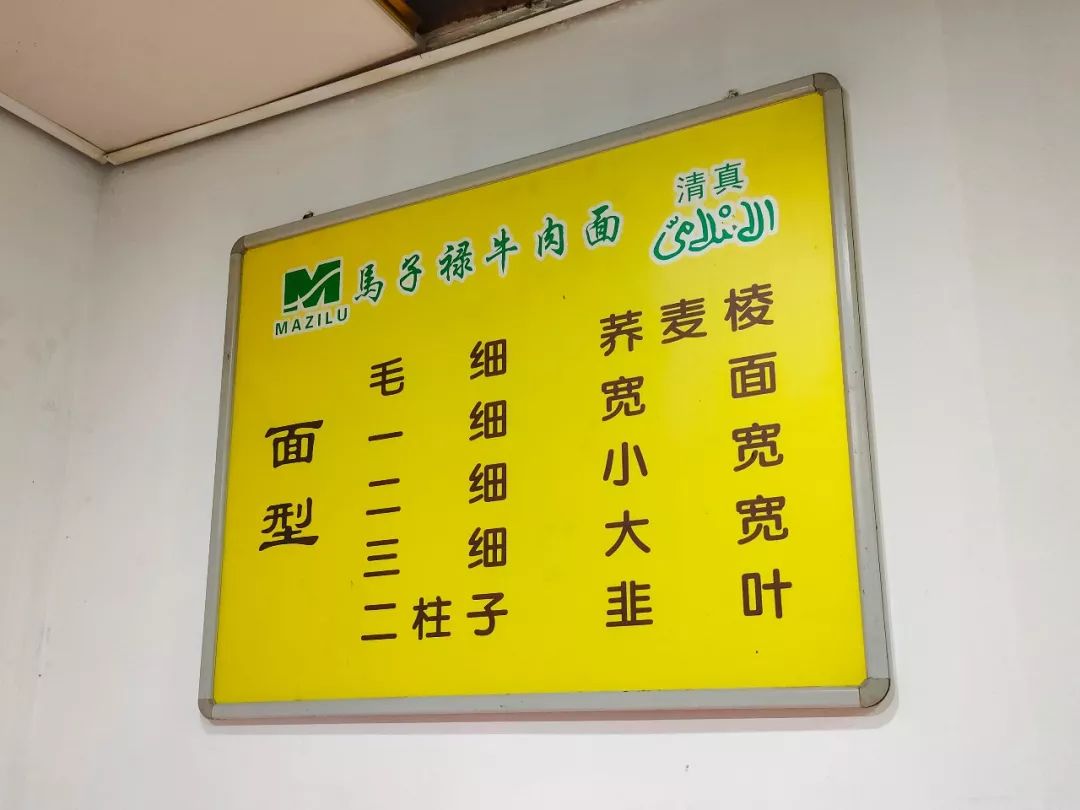 MAZILU
馬子禄牛肉面
清真
面型
毛细
一细
二细
三细
二柱子
荞麦棱
宽面
小宽
大宽
韭叶